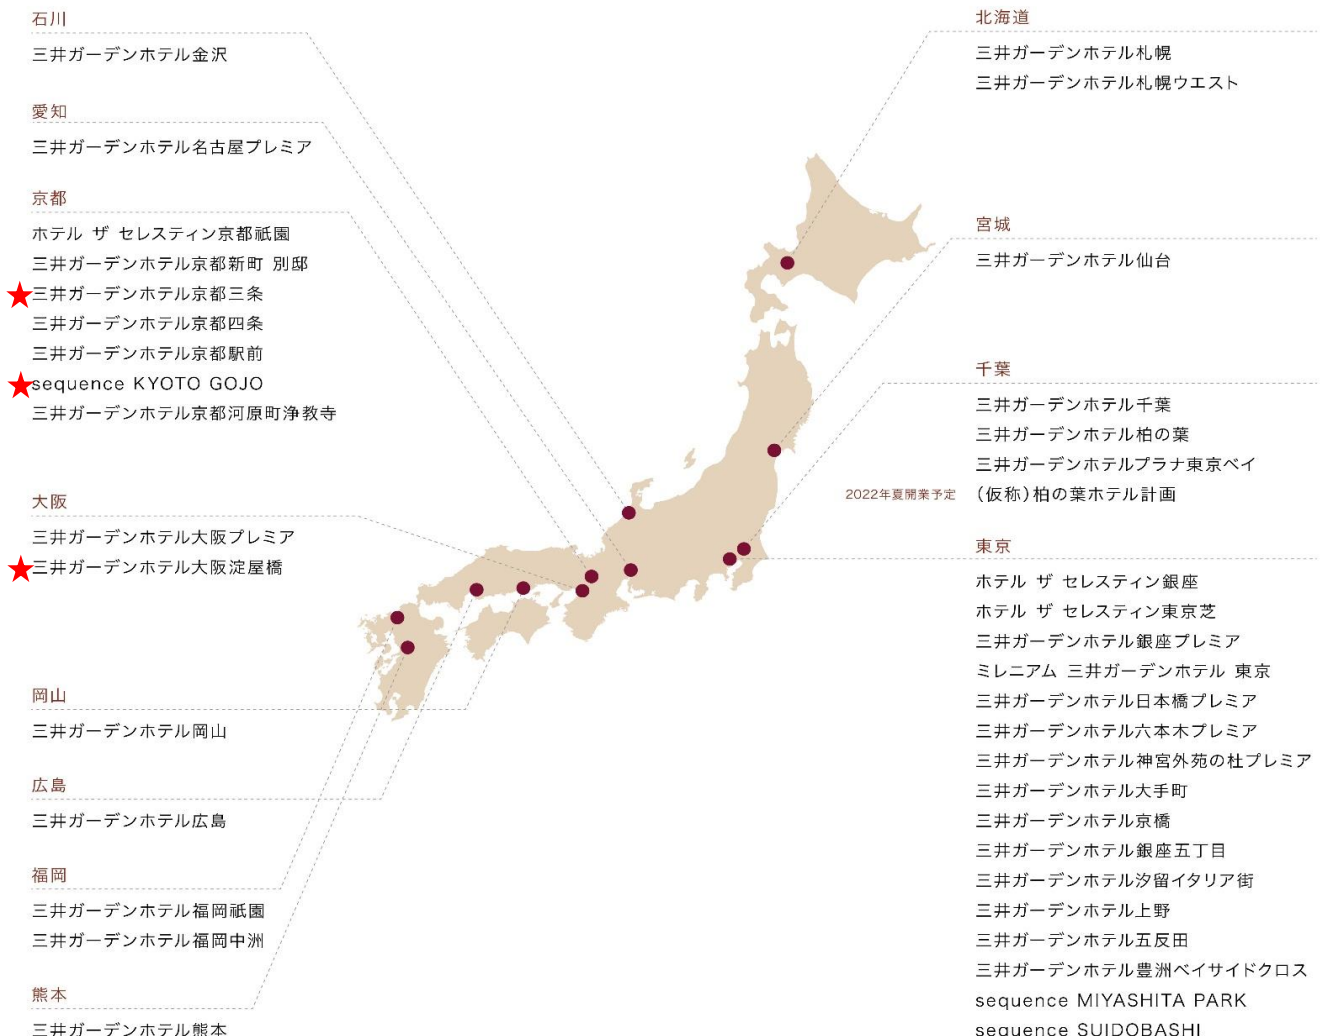 石川
三井ガーデンホテル金沢
愛知
三井ガーデンホテル名古屋プレミア
京都
ホテル ザ セレスティン京都祇園
三井ガーデンホテル京都新町 別邸
三井ガーデンホテル京都三条
三井ガーデンホテル京都四条
三井ガーデンホテル京都駅前
sequence KYOTO GOJO
三井ガーデンホテル京都河原町浄教寺
大阪
三井ガーデンホテル大阪プレミア
三井ガーデンホテル大阪淀屋橋
岡山
三井ガーデンホテル岡山
広島
三井ガーデンホテル広島
福岡
三井ガーデンホテル福岡祇園
三井ガーデンホテル福岡中洲
熊本
三井ガーデンホテル熊本
北海道
三井ガーデンホテル札幌
三井ガーデンホテル札幌ウエスト
宮城
三井ガーデンホテル仙台
千葉
三井ガーデンホテル千葉
三井ガーデンホテル柏の葉
三井ガーデンホテルプラナ東京ベイ
2022年夏開業予定 (仮称)柏の葉ホテル計画
東京
ホテル ザ セレスティン銀座
ホテル ザ セレスティン東京芝
三井ガーデンホテル銀座プレミア
ミレニアム 三井ガーデンホテル 東京
三井ガーデンホテル日本橋プレミア
三井ガーデンホテル六本木プレミア
三井ガーデンホテル神宮外苑の杜プレミア
三井ガーデンホテル大手町
三井ガーデンホテル京橋
三井ガーデンホテル銀座五丁目
三井ガーデンホテル汐留イタリア街
三井ガーデンホテル上野
三井ガーデンホテル五反田
三井ガーデンホテル豊洲ベイサイドクロス
sequence MIYASHITA PARK
sequence SUIDOBASHI